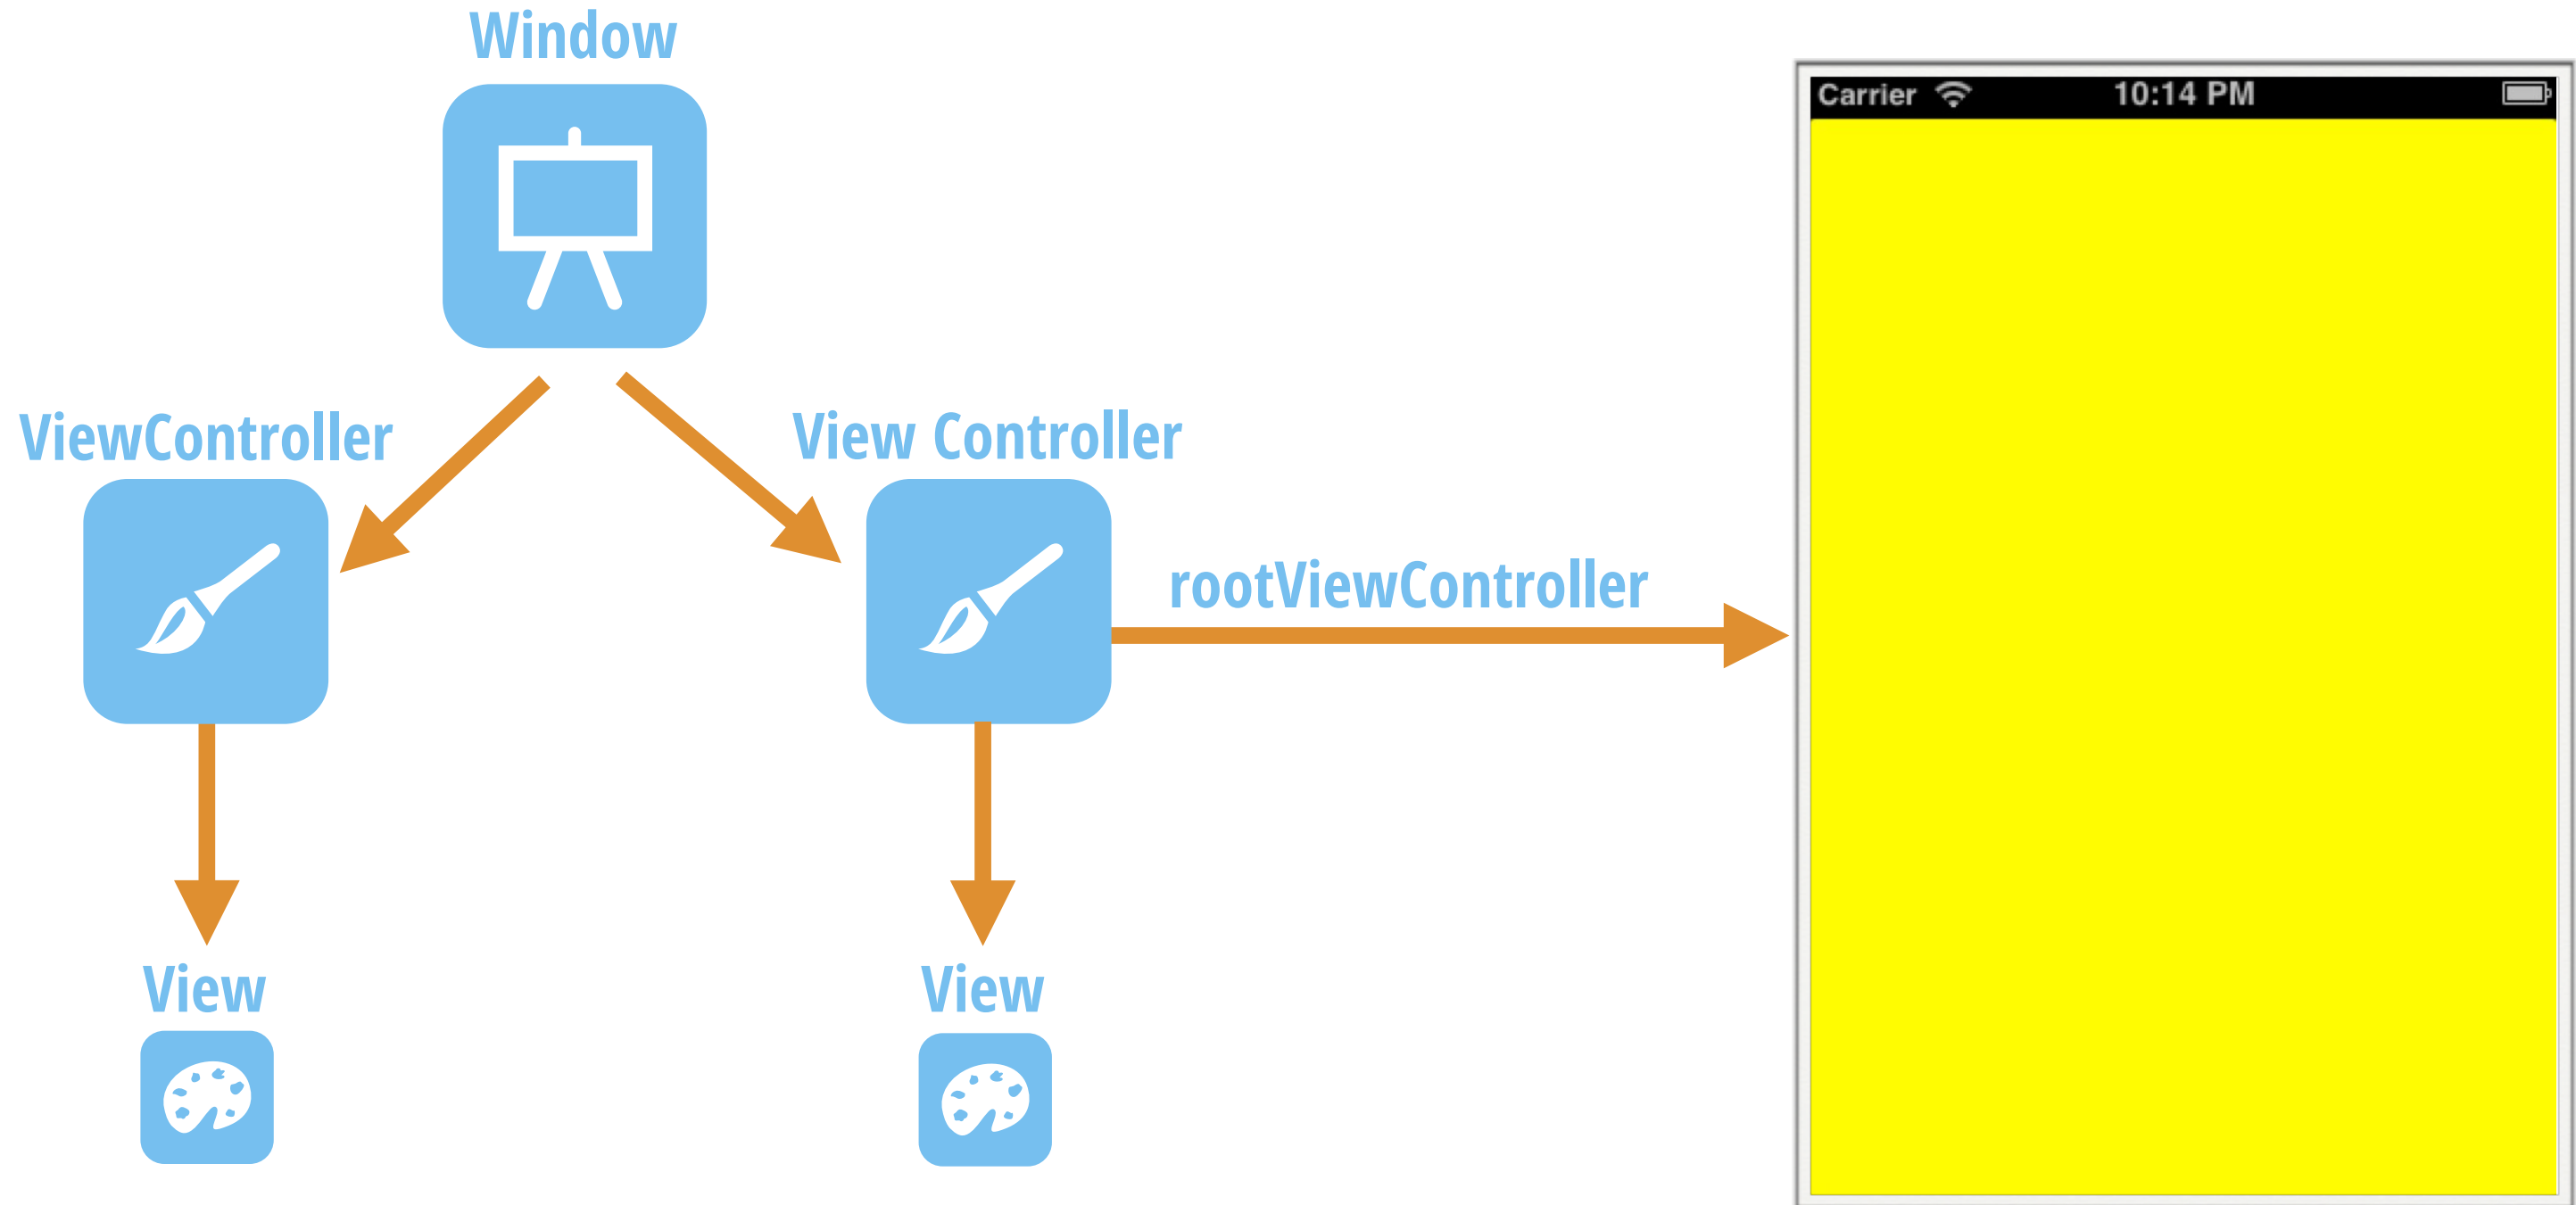 Window
Carrier 10:14 PM
ViewController
View Controller
rootViewController
View
View